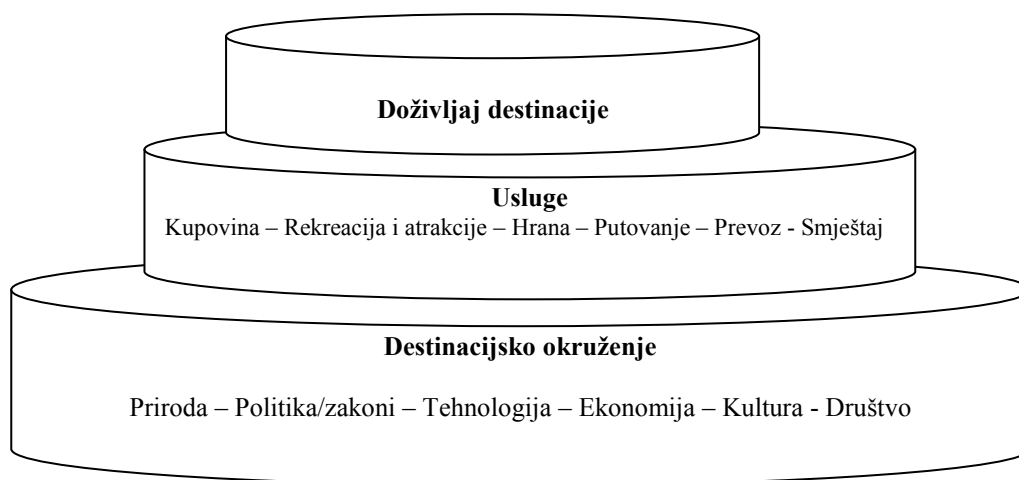 Doživljaj destinacije
Usluge
Kupovina – Rekreacija i atrakcije – Hrana – Putovanje – Prevoz - Smještaj
Destinacijsko okruženje
Priroda – Politika/zakoni – Tehnologija – Ekonomija – Kultura - Društvo